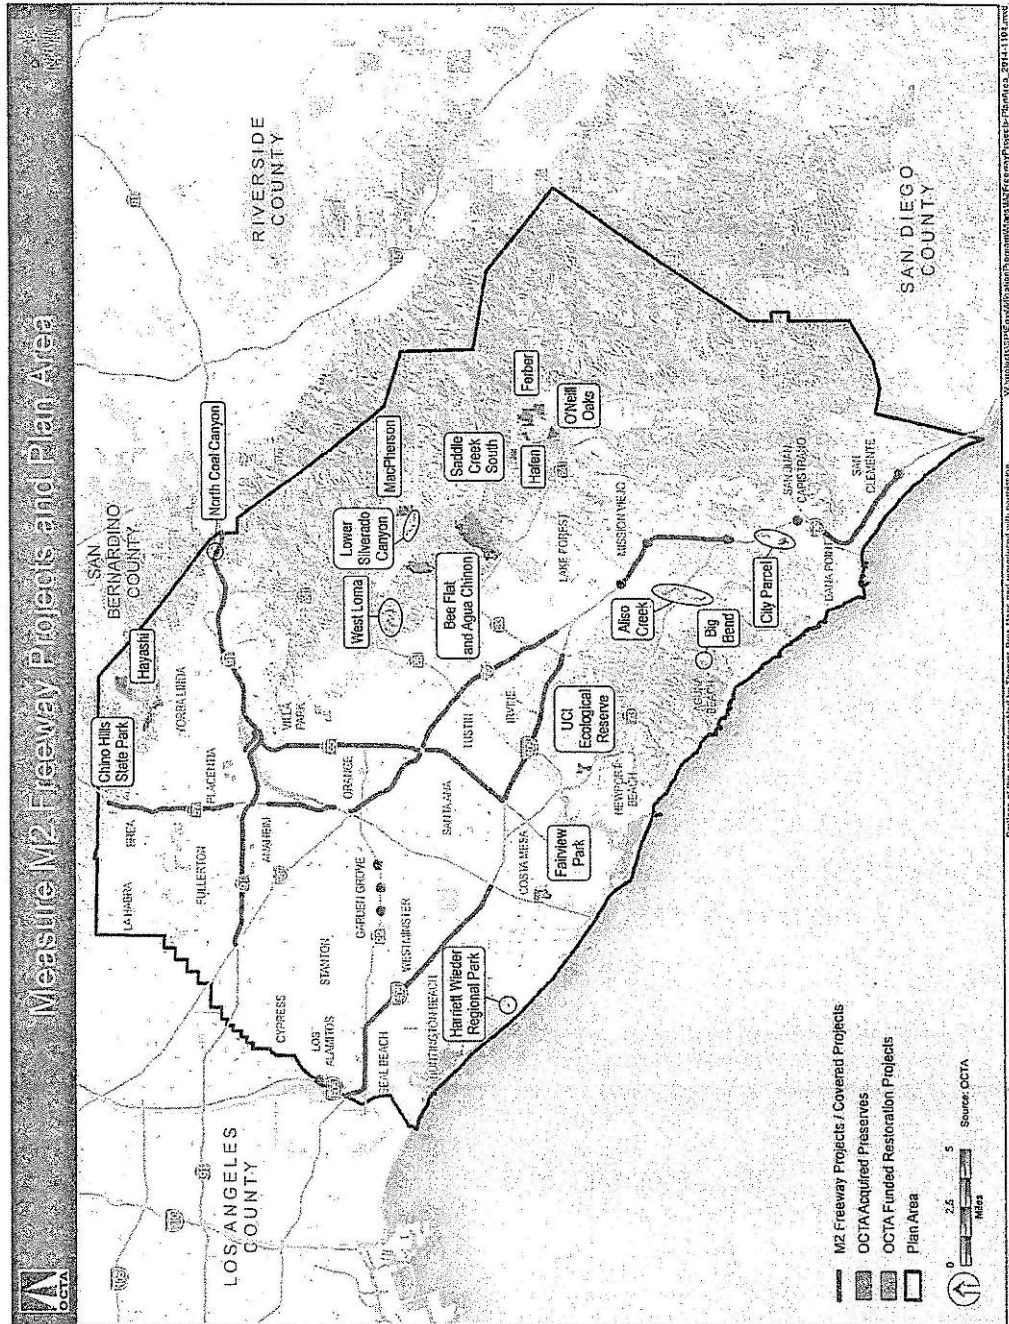 Measure M2 Freeway Projects and Plan Area
OCTA
LOS ANGELES
COUNTY
SAN
BERNARDINO
COUNTY
RIVERSIDE
COUNTY
SAN DIEGO
COUNTY
Chino Hills
State Park
Hayashi
North Coal Canyon
LA HABRA
BREA
FULLERTON
PLACENTIA
YORBA LINDA
ANAHEIM
CYPRESS
STANTON
LOS
ALAMITOS
GARDEN GROVE
ORANGE
VILLA
PARK
SEAL BEACH
WESTMINSTER
SANTA ANA
TUSTIN
West Loma
Lower
Silverado
Canyon
MacPherson
HUNTINGTON BEACH
Harriett Wieder
Regional Park
COSTA MESA
Fairview
Park
IRVINE
UCI
Ecological
Reserve
NEWPORT
BEACH
Bee Flat
and Agua Chinon
Saddle
Creek
South
Hafen
Ferber
O'Neill
Oaks
LAKE FOREST
MISSION VIEJO
LAGUNA
BEACH
Aliso
Creek
Big
Bend
City Parcel
SAN JUAN
CAPISTRANO
DANA POINT
SAN
CLEMENTE
M2 Freeway Projects / Covered Projects
OCTA Acquired Preserves
OCTA Funded Restoration Projects
Plan Area
0 2.5 5
Miles
Source: OCTA